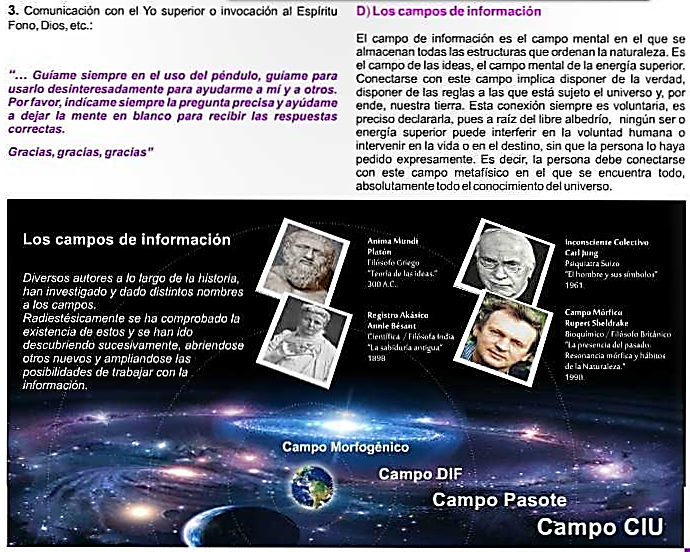 3. Comunicación con el Yo superior o invocación al Espíritu
Fono, Dios, etc.:
"... Guíame siempre en el uso del péndulo, guíame para
usarlo desinteresadamente para ayudarme a mí y a otros.
Por favor, indícame siempre la pregunta precisa y ayúdame
a dejar la mente en blanco para recibir las respuestas
correctas.
Gracias, gracias, gracias"
D) Los campos de información
El campo de información es el campo mental en el que se
almacenan todas las estructuras que ordenan la naturaleza. Es
el campo de las ideas, el campo mental de la energía superior.
Conectarse con este campo implica disponer de la verdad,
disponer de las reglas a las que está sujeto el universo y, por
ende, nuestra tierra. Esta conexión siempre es voluntaria, es
preciso declararla, pues a raíz del libre albedrío, ningún ser o
energía superior puede interferir en la voluntad humana o
intervenir en la vida o en el destino, sin que la persona lo haya
pedido expresamente. Es decir, la persona debe conectarse
con este campo metafísico en el que se encuentra todo,
absolutamente todo el conocimiento del universo.
Los campos de información
Diversos autores a lo largo de la historia,
han investigado y dado distintos nombres
a los campos.
Radiestésicamente se ha comprobado la
existencia de estos y se han ido
descubriendo sucesivamente, abriendose
otros nuevos y ampliandose las
posibilidades de trabajar con la
información.
Anima Mundi
Platón
Filósofo Griego
"Teoría de las ideas."
300 A.C.
Inconsciente Colectivo
Carl Jung
Psiquiatra Suizo
"El hombre y sus símbolos"
1961
Registro Akásico
Annie Bésant
Científica / Filósofa India
"La sabiduría antigua"
1898
Campo Mórfica
Rupert Sheldrake
Bioquímico / Filósofo Británico
"La presencia del pasado.
Resonancia mórfica y hábitos
de la Naturaleza."
1990.
Campo Morfogénico
Campo DIF
Campo Pasote
Campo CIU